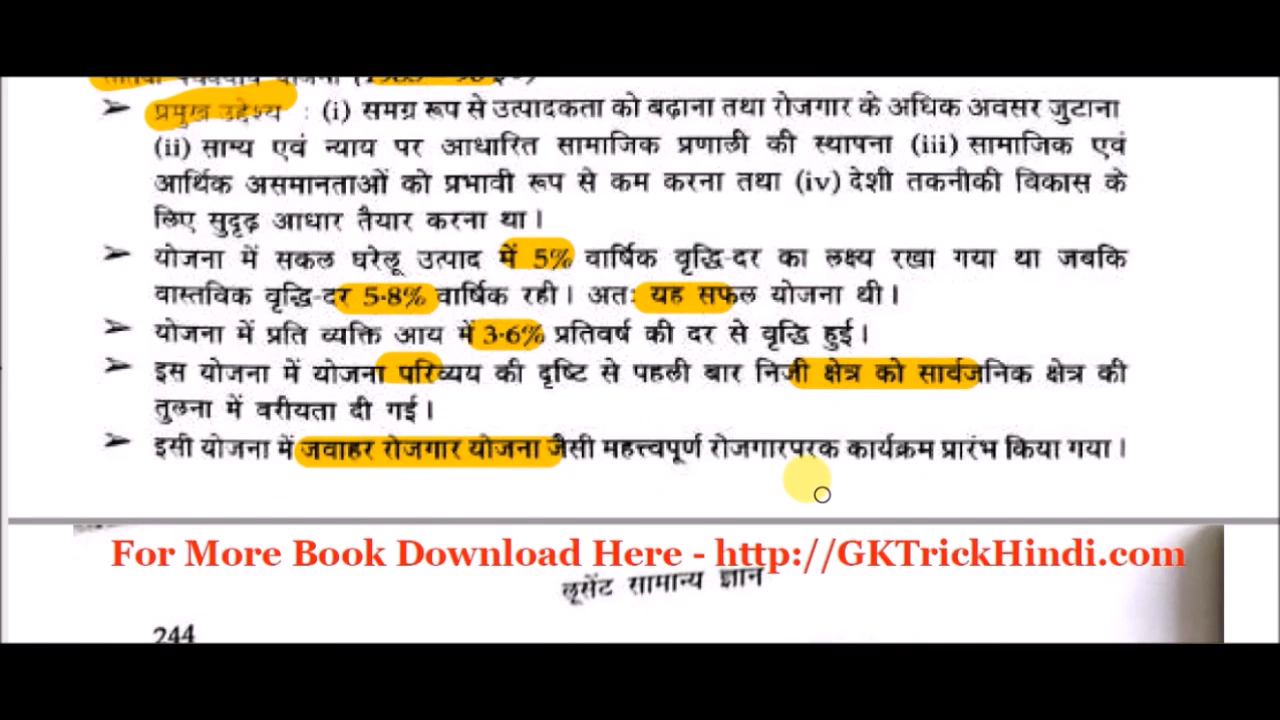 ➤ प्रमुख उद्देश्य : (i) समग्र रूप से उत्पादकता को बढ़ाना तथा रोजगार के अधिक अवसर जुटाना
(ii) साम्य एवं न्याय पर आधारित सामाजिक प्रणाली की स्थापना (iii) सामाजिक एवं
आर्थिक असमानताओं को प्रभावी रूप से कम करना तथा (iv) देशी तकनीकी विकास के
लिए सुदृढ़ आधार तैयार करना था।
➤ योजना में सकल घरेलू उत्पाद में 5% वार्षिक वृद्धि-दर का लक्ष्य रखा गया था जबकि
वास्तविक वृद्धि-दर 5·8% वार्षिक रही। अतः यह सफल योजना थी।
➤ योजना में प्रति व्यक्ति आय में 3·6% प्रतिवर्ष की दर से वृद्धि हुई।
➤ इस योजना में योजना परिव्यय की दृष्टि से पहली बार निजी क्षेत्र को सार्वजनिक क्षेत्र की
तुलना में वरीयता दी गई।
➤ इसी योजना में जवाहर रोजगार योजना जैसी महत्त्वपूर्ण रोजगारपरक कार्यक्रम प्रारंभ किया गया।
For More Book Download Here - http://GKTrickHindi.com
लूसेंट सामान्य ज्ञान
244